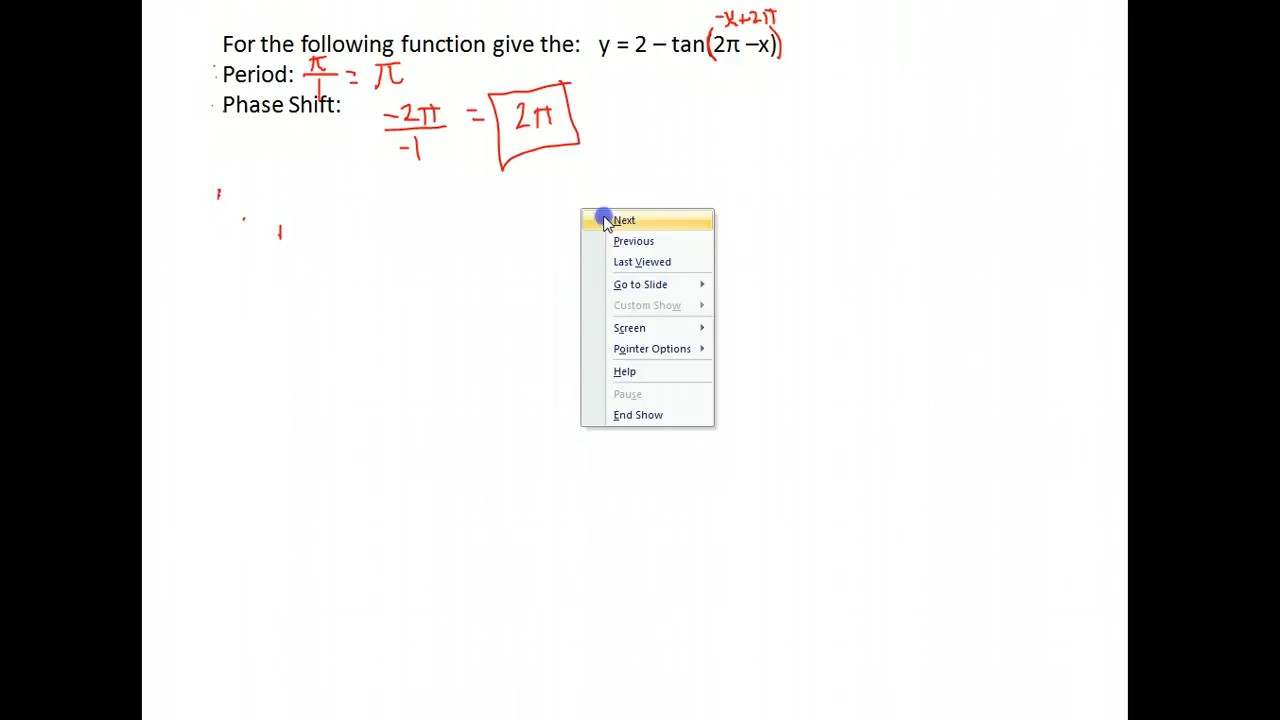 -x+2π
For the following function give the: y = 2 – tan(2π –x)
Period: π/1 = π
Phase Shift: -2π/-1 = 2π
Next
Previous
Last Viewed
Go to Slide
Custom Show
Screen
Pointer Options
Help
Pause
End Show